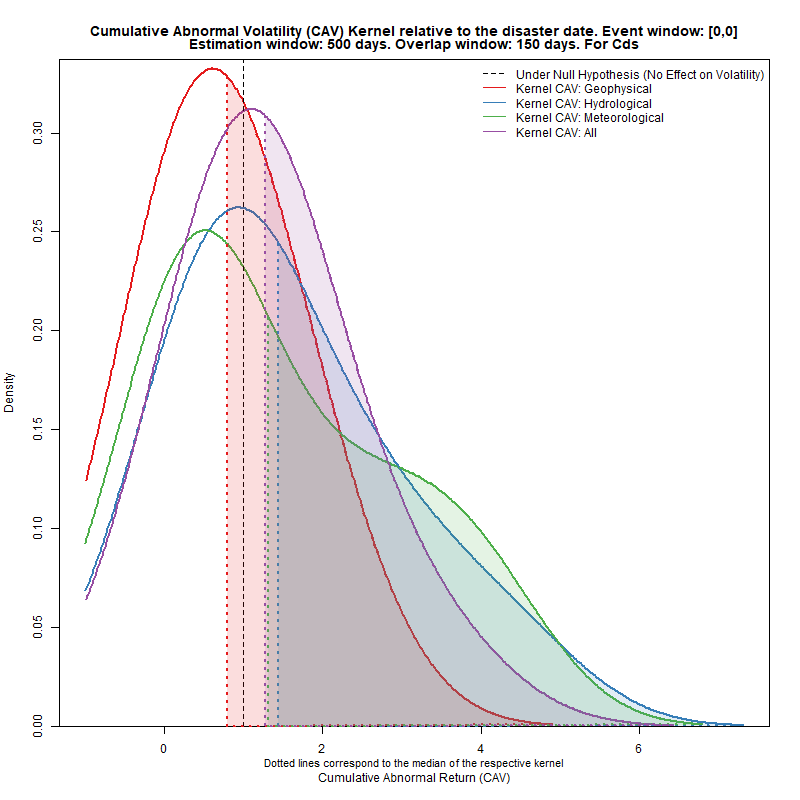 Cumulative Abnormal Volatility (CAV) Kernel relative to the disaster date. Event window: [0,0]
Estimation window: 500 days. Overlap window: 150 days. For Cds
Under Null Hypothesis (No Effect on Volatility)
Kernel CAV: Geophysical
Kernel CAV: Hydrological
Kernel CAV: Meteorological
Kernel CAV: All
Density
0.30
0.25
0.20
0.15
0.10
0.05
0.00
0 2 4 6
Dotted lines correspond to the median of the respective kernel
Cumulative Abnormal Return (CAV)